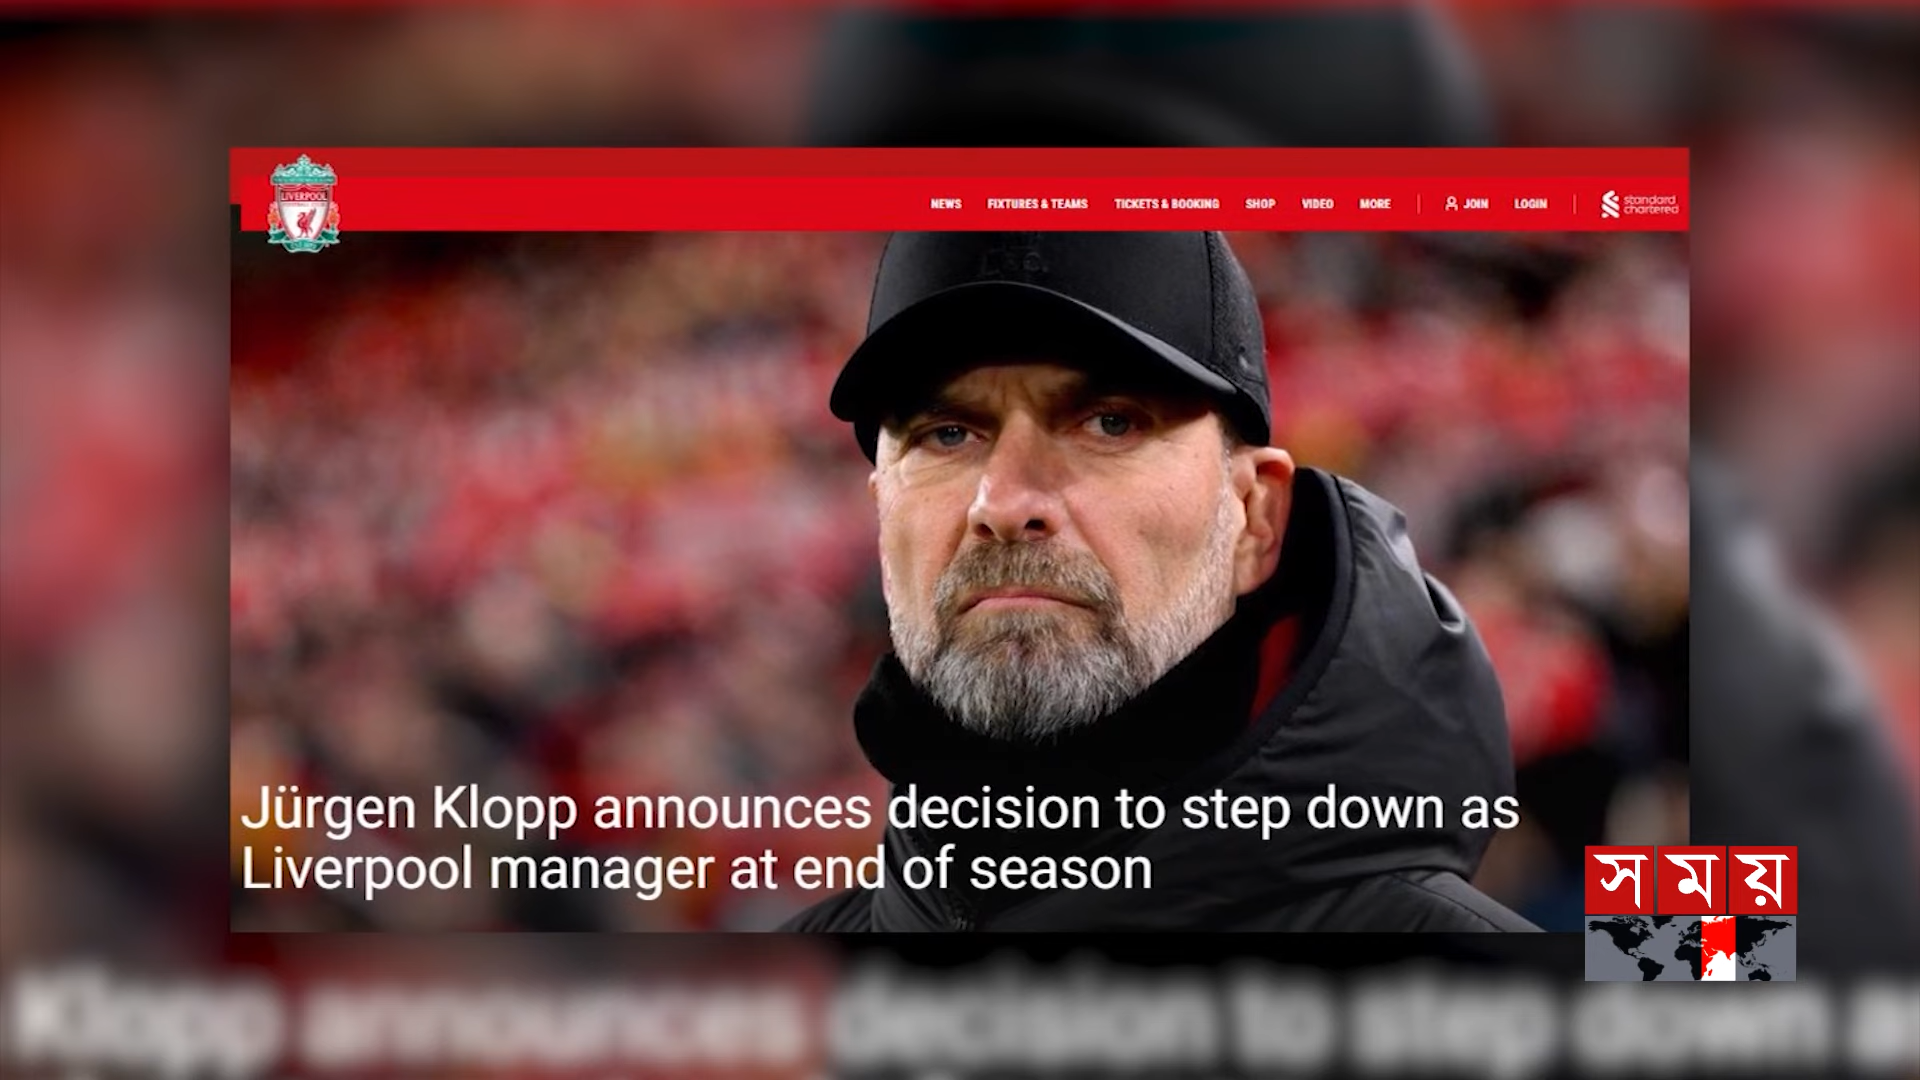 LIVERPOOL
NEWS FIXTURES & TEAMS TICKETS & BOOKING SHOP VIDEO MORE JOIN LOGIN standard chartered
Jürgen Klopp announces decision to step down as
Liverpool manager at end of season
সময়
Klopp announces decision to step down a